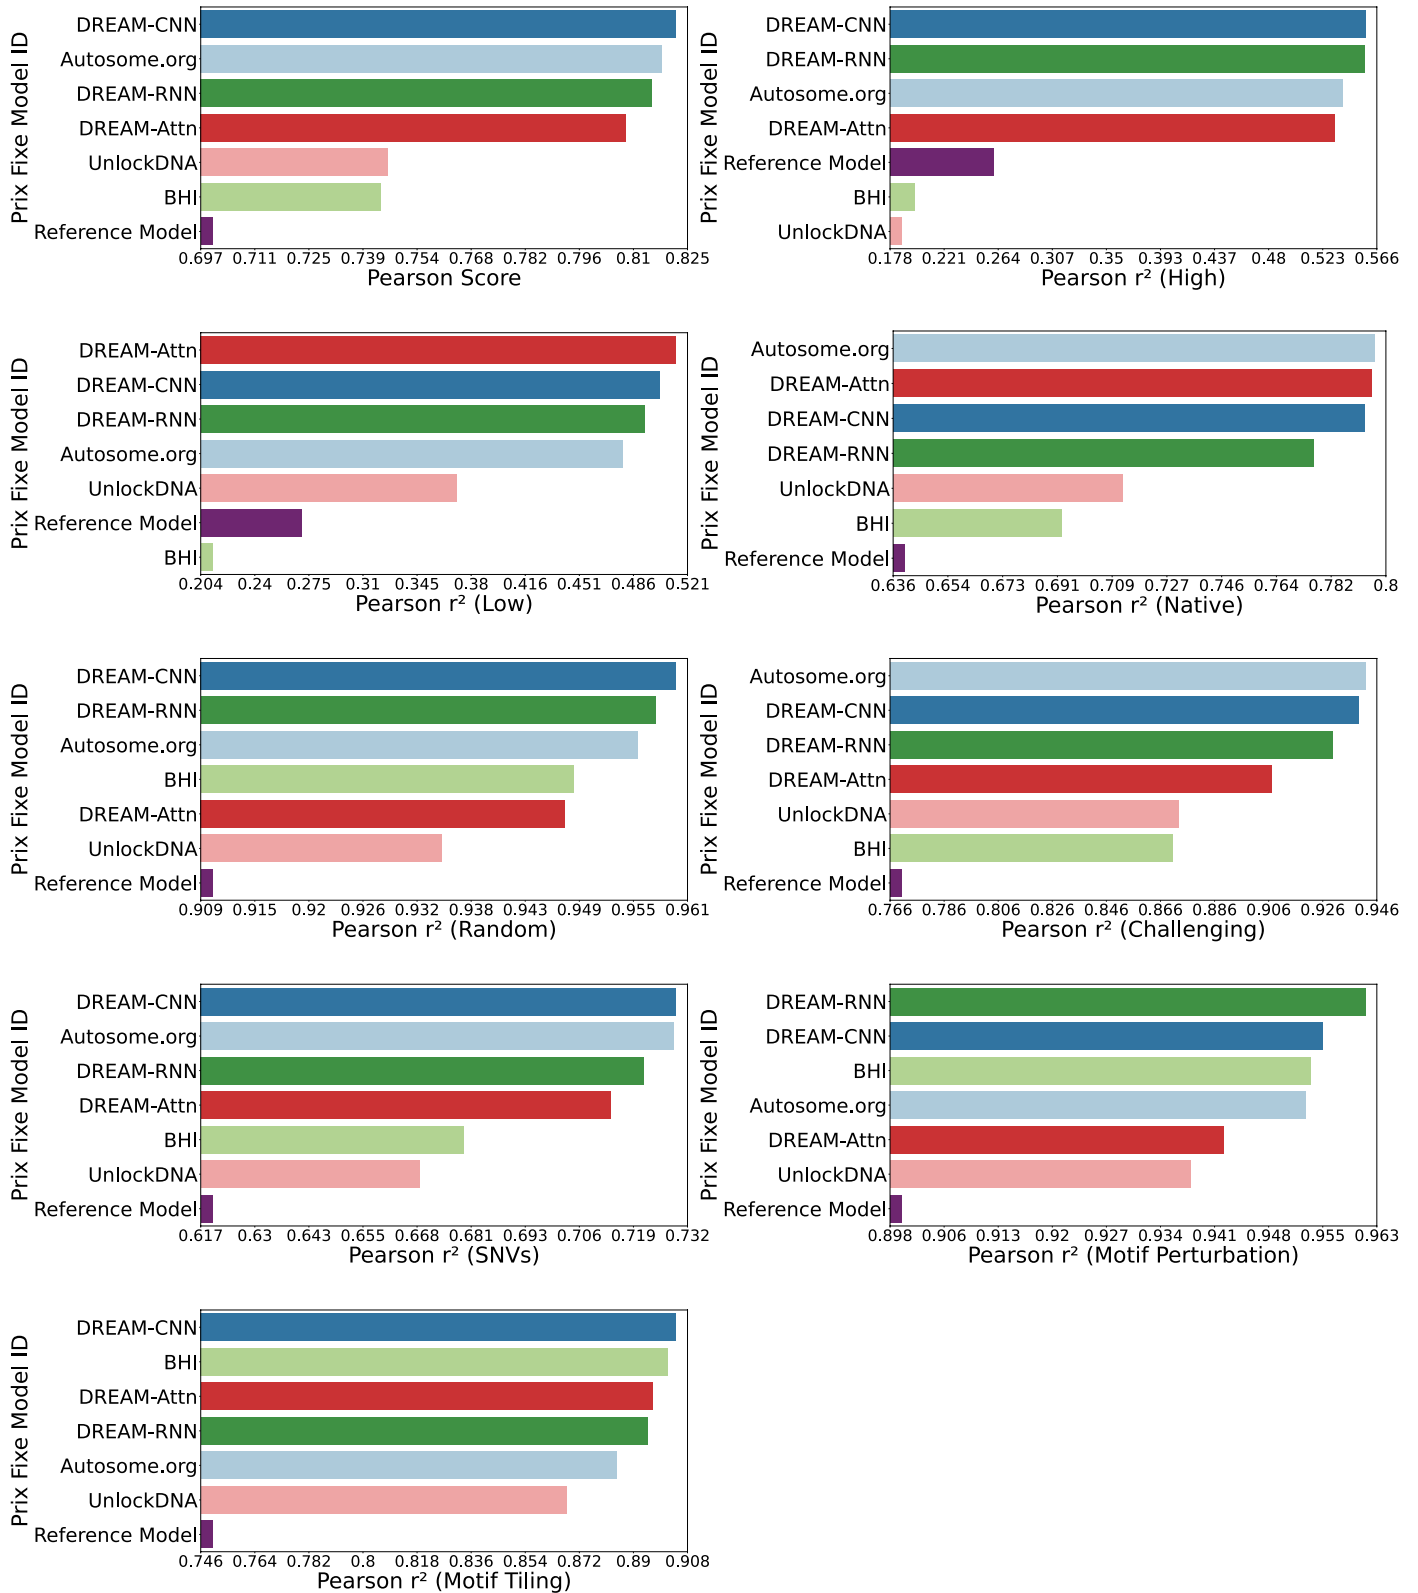 Prix Fixe Model ID
DREAM-CNN
Autosome.org
DREAM-RNN
DREAM-Attn
UnlockDNA
BHI
Reference Model
0.697 0.711 0.725 0.739 0.754 0.768 0.782 0.796 0.81 0.825
Pearson Score
Prix Fixe Model ID
DREAM-CNN
DREAM-RNN
Autosome.org
DREAM-Attn
Reference Model
BHI
UnlockDNA
0.178 0.221 0.264 0.307 0.35 0.393 0.437 0.48 0.523 0.566
Pearson r² (High)
Prix Fixe Model ID
DREAM-Attn
DREAM-CNN
DREAM-RNN
Autosome.org
UnlockDNA
Reference Model
BHI
0.204 0.24 0.275 0.31 0.345 0.38 0.416 0.451 0.486 0.521
Pearson r² (Low)
Prix Fixe Model ID
Autosome.org
DREAM-Attn
DREAM-CNN
DREAM-RNN
UnlockDNA
BHI
Reference Model
0.636 0.654 0.673 0.691 0.709 0.727 0.746 0.764 0.782 0.8
Pearson r² (Native)
Prix Fixe Model ID
DREAM-CNN
DREAM-RNN
Autosome.org
BHI
DREAM-Attn
UnlockDNA
Reference Model
0.909 0.915 0.92 0.926 0.932 0.938 0.943 0.949 0.955 0.961
Pearson r² (Random)
Prix Fixe Model ID
Autosome.org
DREAM-CNN
DREAM-RNN
DREAM-Attn
UnlockDNA
BHI
Reference Model
0.766 0.786 0.806 0.826 0.846 0.866 0.886 0.906 0.926 0.946
Pearson r² (Challenging)
Prix Fixe Model ID
DREAM-CNN
Autosome.org
DREAM-RNN
DREAM-Attn
BHI
UnlockDNA
Reference Model
0.617 0.63 0.643 0.655 0.668 0.681 0.693 0.706 0.719 0.732
Pearson r² (SNVs)
Prix Fixe Model ID
DREAM-RNN
DREAM-CNN
BHI
Autosome.org
DREAM-Attn
UnlockDNA
Reference Model
0.898 0.906 0.913 0.92 0.927 0.934 0.941 0.948 0.955 0.963
Pearson r² (Motif Perturbation)
Prix Fixe Model ID
DREAM-CNN
BHI
DREAM-Attn
DREAM-RNN
Autosome.org
UnlockDNA
Reference Model
0.746 0.764 0.782 0.8 0.818 0.836 0.854 0.872 0.89 0.908
Pearson r² (Motif Tiling)